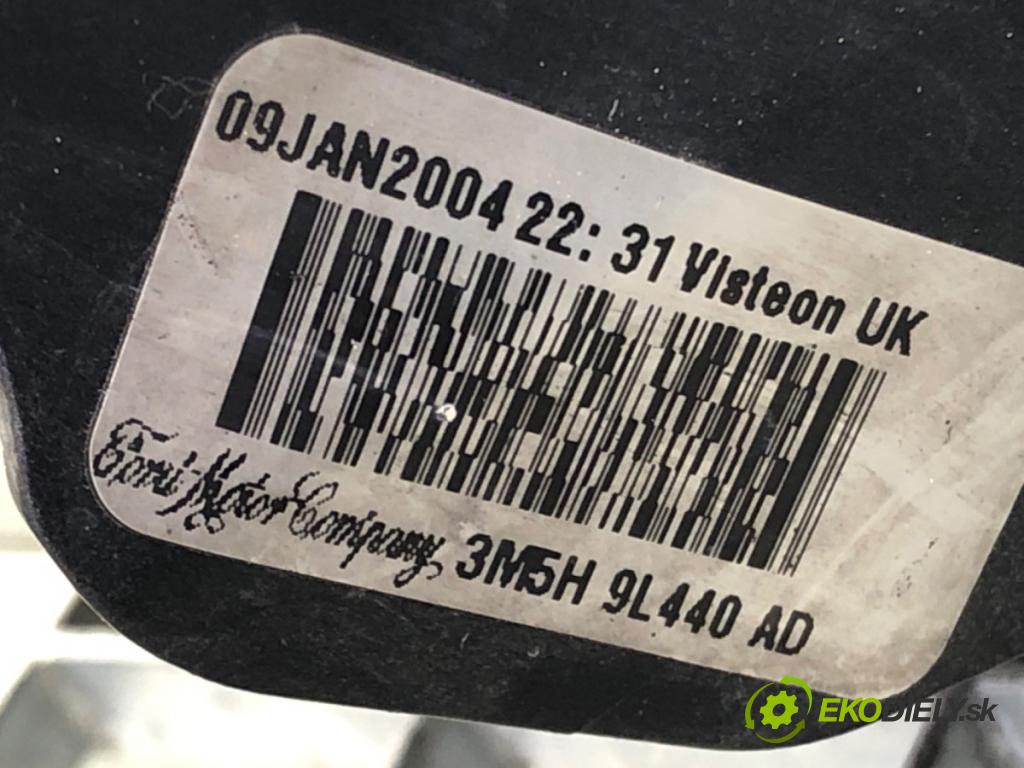 09JAN2004 22:31 Visteon UK
Ford Motor Company 3M5H 9L440 AD
EKODIELY.sk